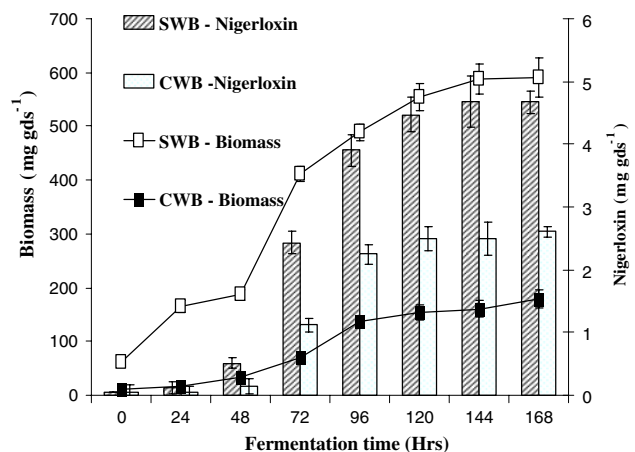 700
600
500
400
300
200
100
0
Biomass ( mg gds⁻¹)
SWB - Nigerloxin
CWB -Nigerloxin
SWB - Biomass
CWB - Biomass
6
5
4
3
2
1
0
Nigerloxin (mg gds⁻¹)
0 24 48 72 96 120 144 168
Fermentation time (Hrs)